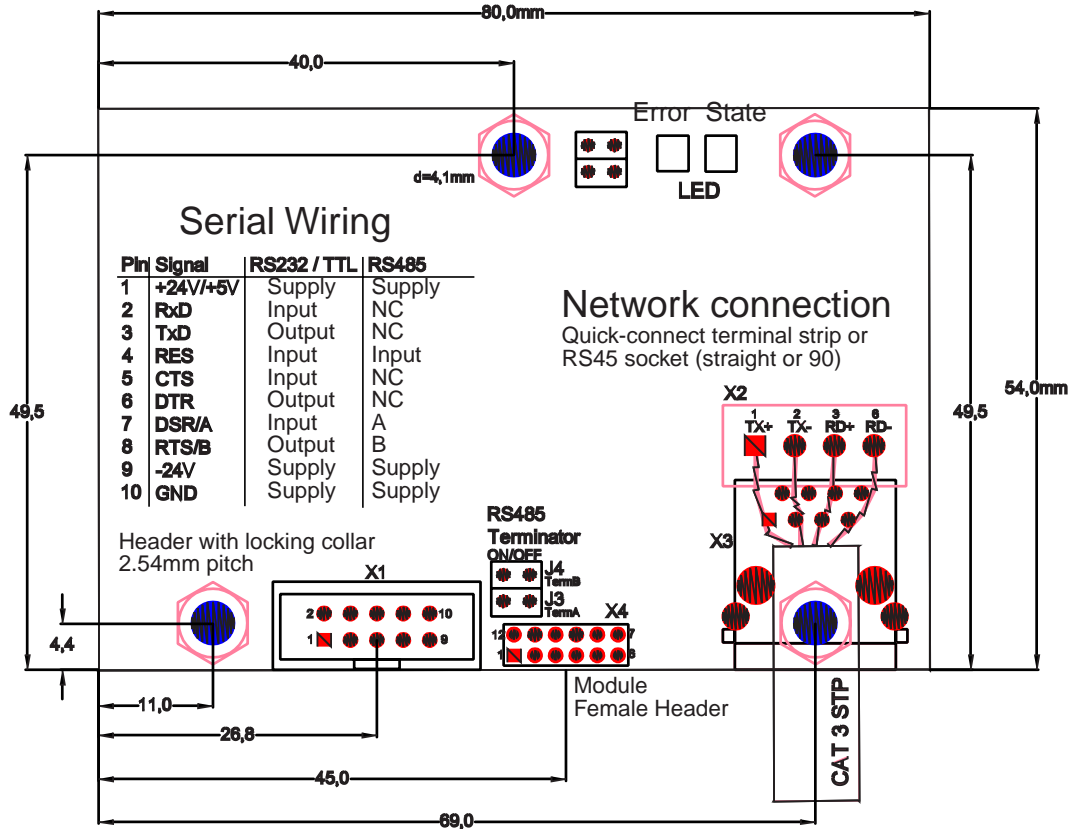 80,0mm
40,0
Error State
d=4,1mm
LED
Serial Wiring
Pin Signal RS232 / TTL RS485
1 +24V/+5V Supply Supply
2 RxD Input NC
3 TxD Output NC
4 RES Input Input
5 CTS Input NC
6 DTR Output NC
7 DSR/A Input A
8 RTS/B Output B
9 -24V Supply Supply
10 GND Supply Supply
Network connection
Quick-connect terminal strip or
RS45 socket (straight or 90)
49,5
54,0mm
49,5
X2
1 2 3 6
TX+ TX- RD+ RD-
X3
Header with locking collar
2.54mm pitch
RS485
Terminator
ON/OFF
J4
TermB
J3
TermA
X1
2 10
1 9
X4
12 7
1 6
4,4
Module
Female Header
CAT 3 STP
11,0
26,8
45,0
69,0